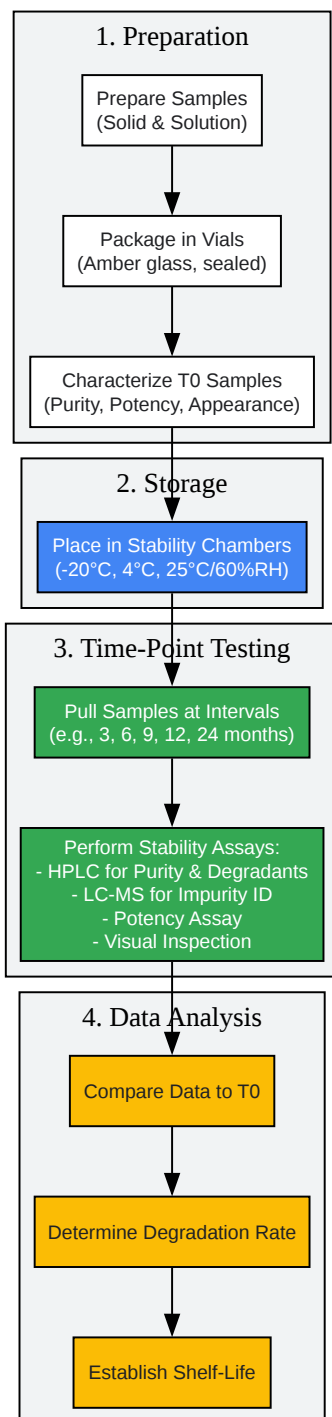 1. Preparation
Prepare Samples
(Solid & Solution)
Package in Vials
(Amber glass, sealed)
Characterize T0 Samples
(Purity, Potency, Appearance)
2. Storage
Place in Stability Chambers
(-20°C, 4°C, 25°C/60%RH)
3. Time-Point Testing
Pull Samples at Intervals
(e.g., 3, 6, 9, 12, 24 months)
Perform Stability Assays:
- HPLC for Purity & Degradants
- LC-MS for Impurity ID
- Potency Assay
- Visual Inspection
4. Data Analysis
Compare Data to T0
Determine Degradation Rate
Establish Shelf-Life